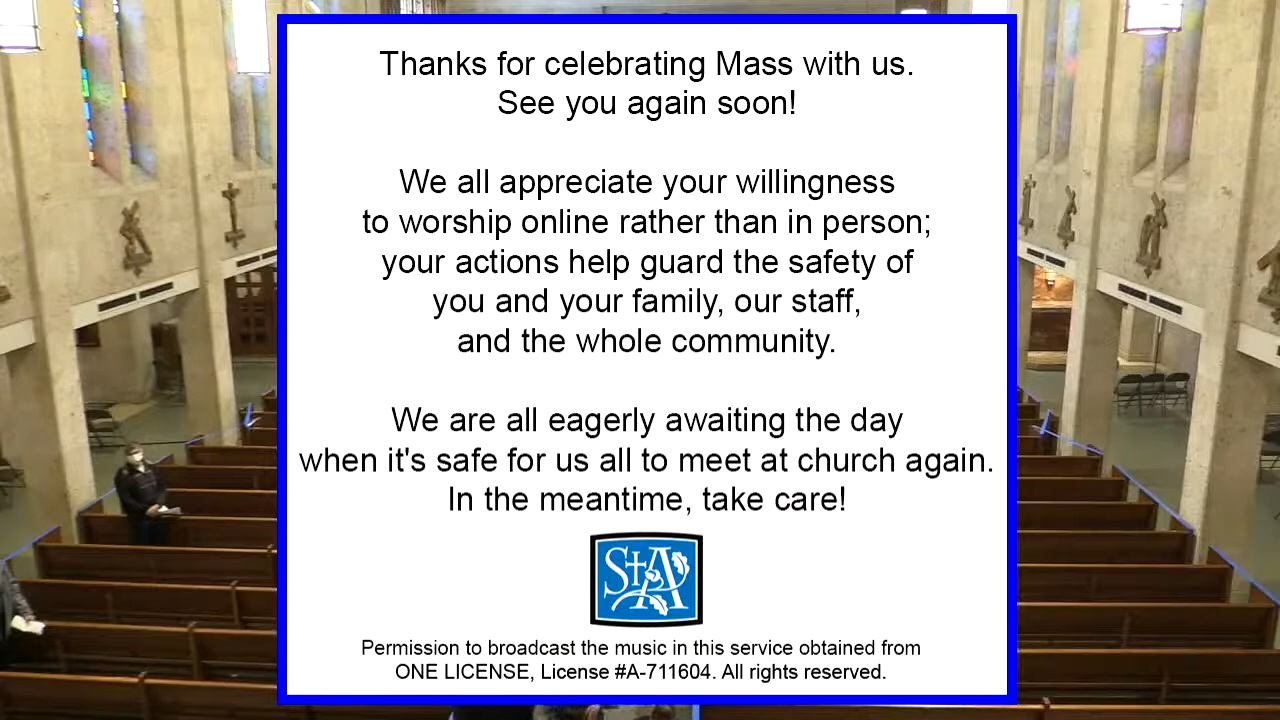 Thanks for celebrating Mass with us.
See you again soon!
We all appreciate your willingness
to worship online rather than in person;
your actions help guard the safety of
you and your family, our staff,
and the whole community.
We are all eagerly awaiting the day
when it's safe for us all to meet at church again.
In the meantime, take care!
StA
Permission to broadcast the music in this service obtained from
ONE LICENSE, License #A-711604. All rights reserved.